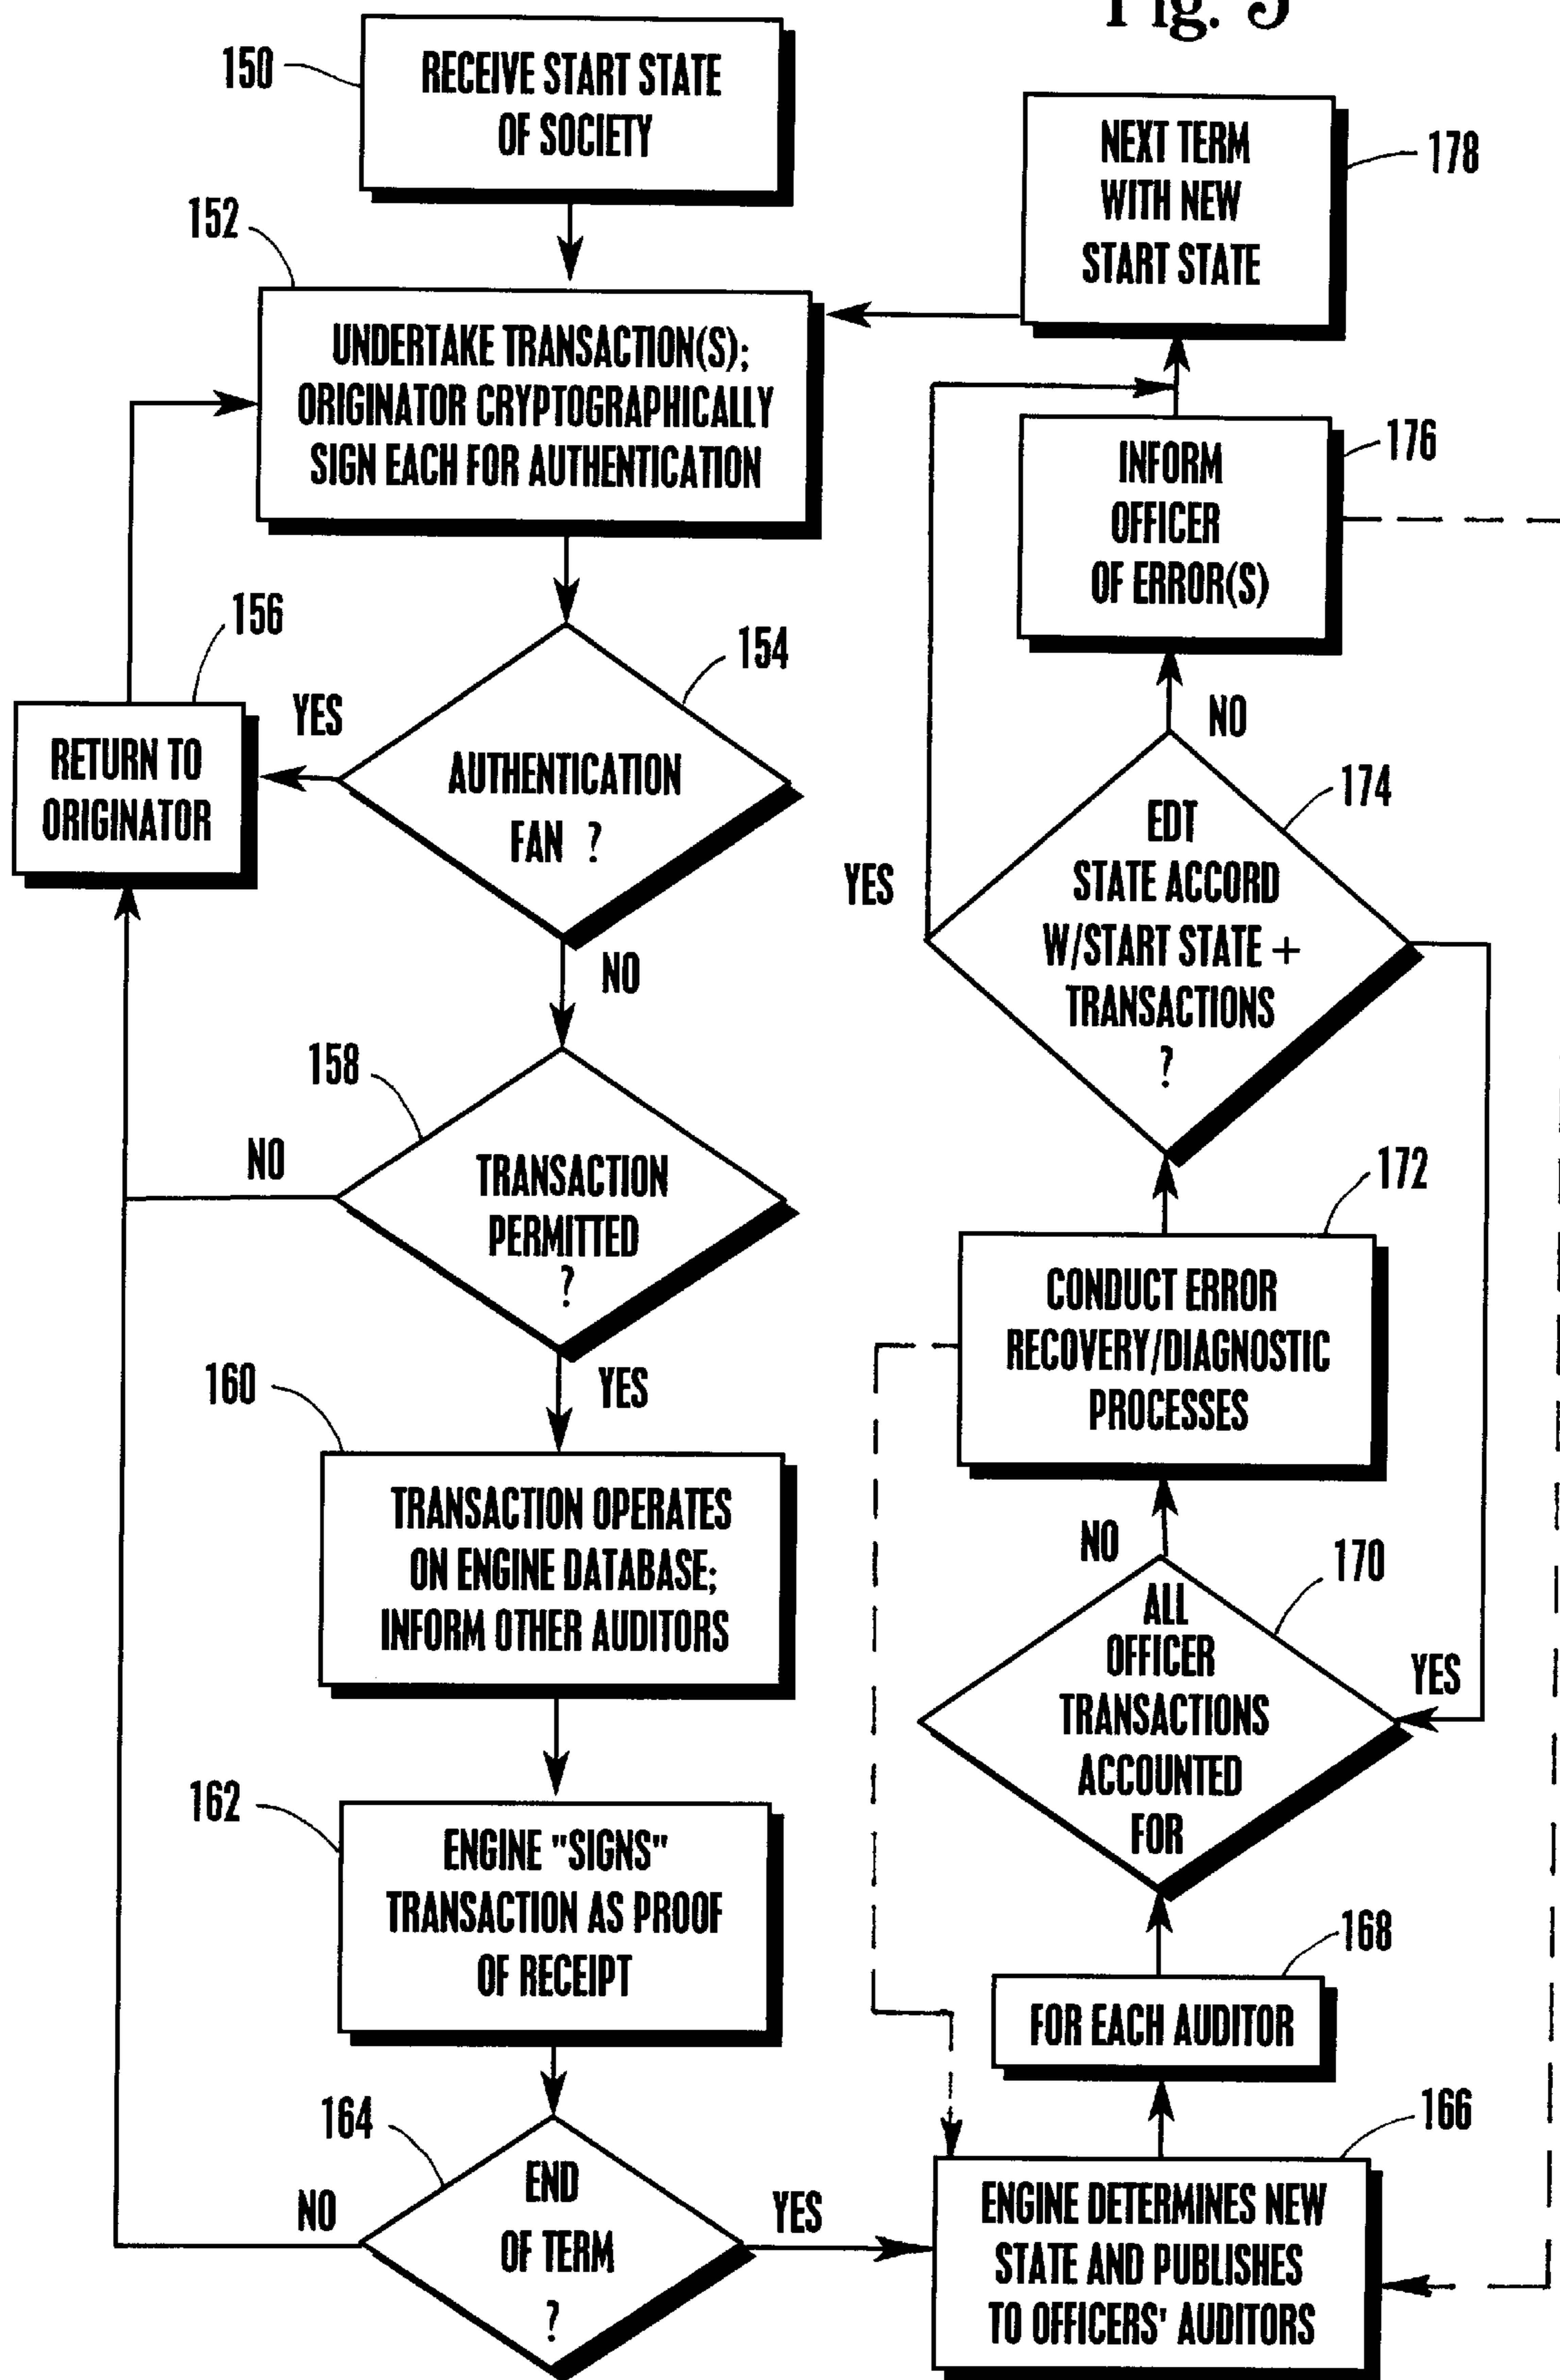 Fig. 5
150
RECEIVE START STATE
OF SOCIETY
152
UNDERTAKE TRANSACTION(S);
ORIGINATOR CRYPTOGRAPHICALLY
SIGN EACH FOR AUTHENTICATION
154
AUTHENTICATION
FAN ?
YES
156
RETURN TO
ORIGINATOR
NO
158
TRANSACTION
PERMITTED
?
NO
YES
160
TRANSACTION OPERATES
ON ENGINE DATABASE;
INFORM OTHER AUDITORS
162
ENGINE "SIGNS"
TRANSACTION AS PROOF
OF RECEIPT
164
END
OF TERM
?
NO
YES
166
ENGINE DETERMINES NEW
STATE AND PUBLISHES
TO OFFICERS' AUDITORS
168
FOR EACH AUDITOR
170
ALL
OFFICER
TRANSACTIONS
ACCOUNTED
FOR
NO
YES
172
CONDUCT ERROR
RECOVERY/DIAGNOSTIC
PROCESSES
174
EDT
STATE ACCORD
W/START STATE +
TRANSACTIONS
?
YES
NO
176
INFORM
OFFICER
OF ERROR(S)
178
NEXT TERM
WITH NEW
START STATE